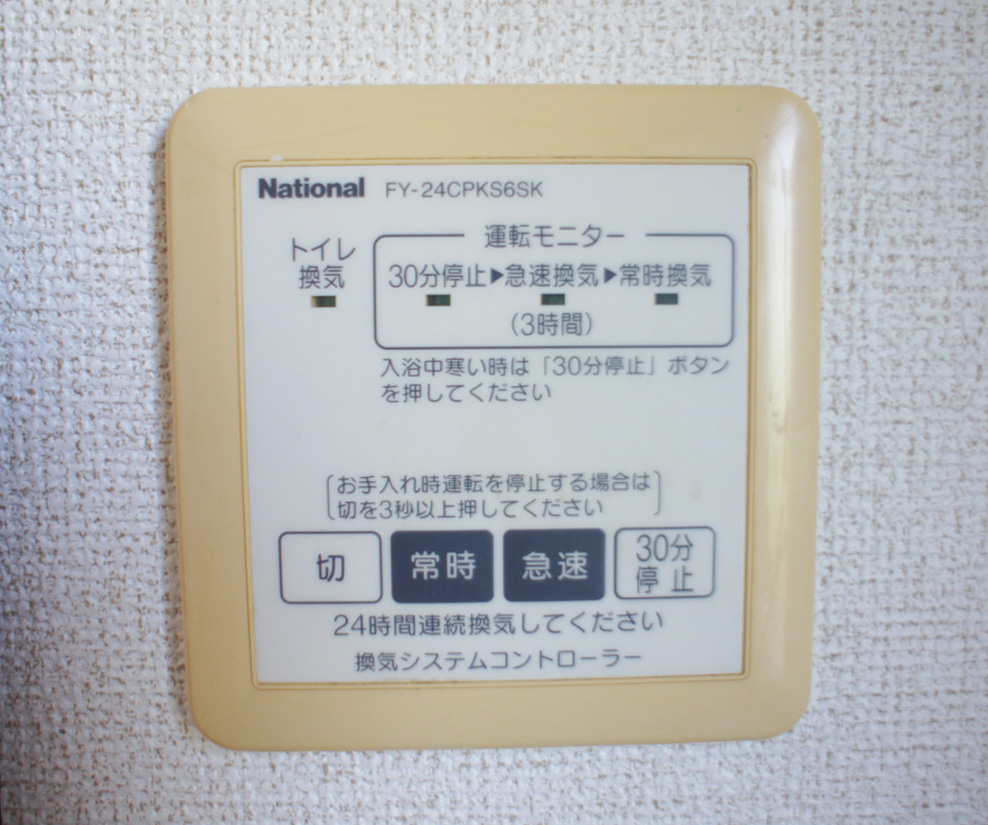 National FY-24CPKS6SK
運転モニター
トイレ
換気
30分停止▶急速換気▶常時換気
(3時間)
入浴中寒い時は「30分停止」ボタン
を押してください
お手入れ時運転を停止する場合は
切を3秒以上押してください
切 常時 急速 30分
停止
24時間連続換気してください
換気システムコントローラー